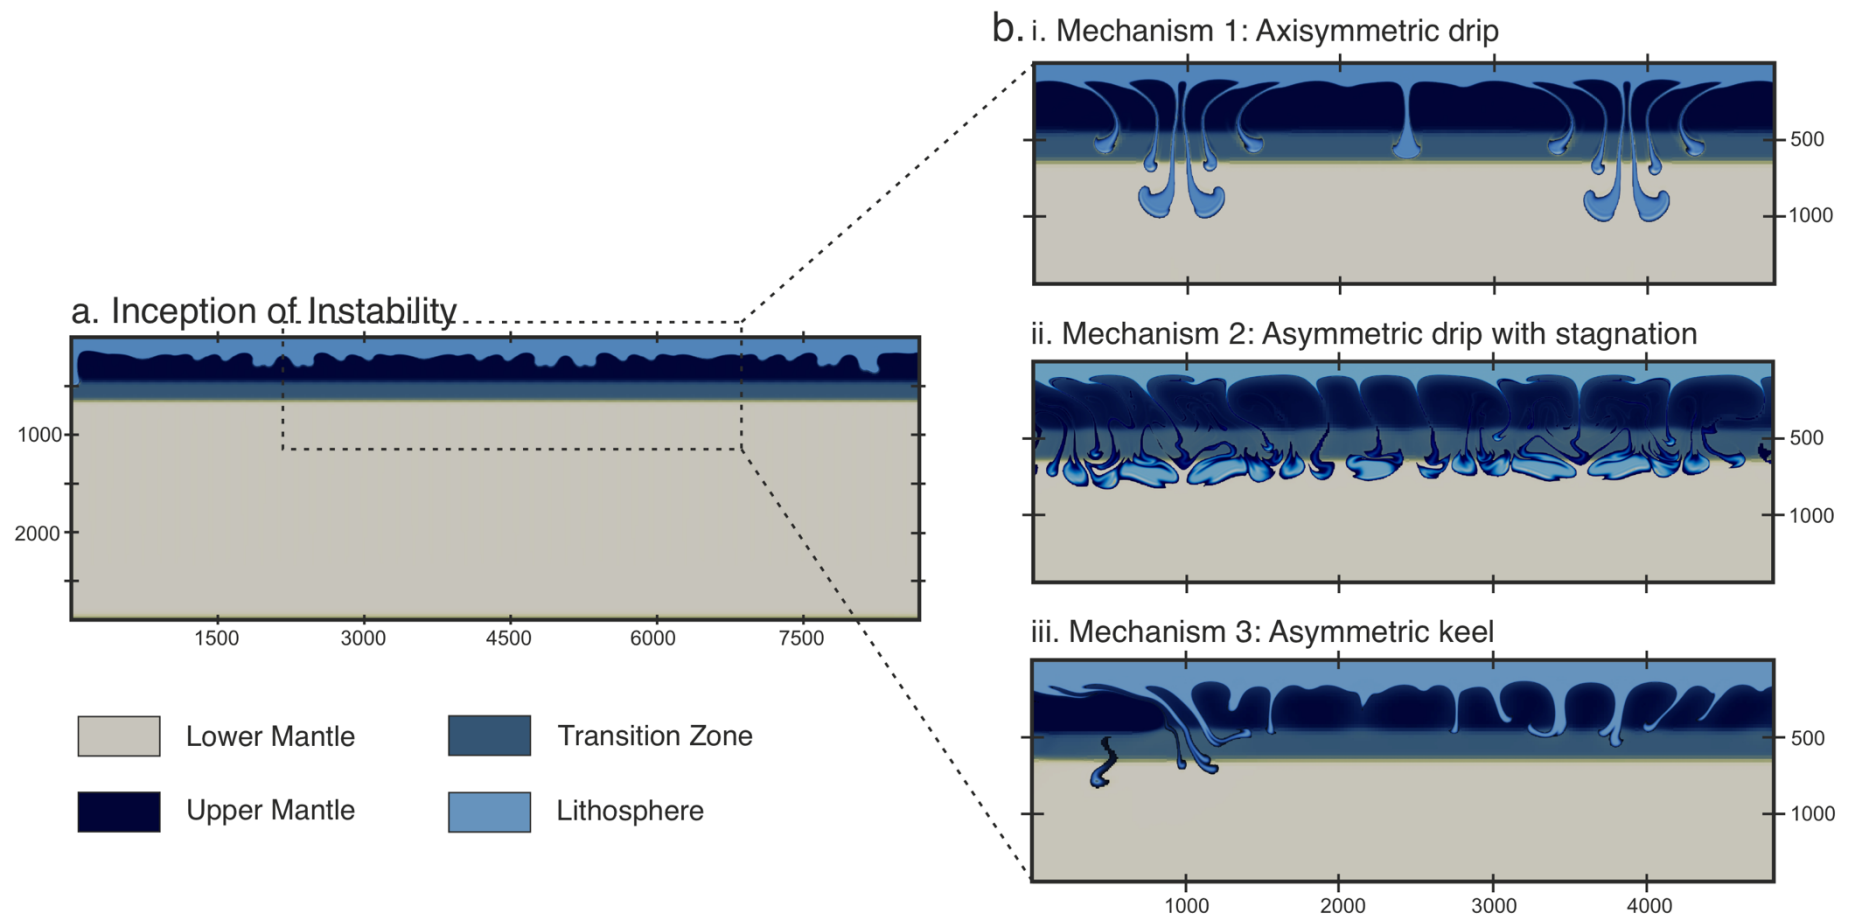 b. i. Mechanism 1: Axisymmetric drip
500
1000
ii. Mechanism 2: Asymmetric drip with stagnation
500
1000
iii. Mechanism 3: Asymmetric keel
500
1000
1000 2000 3000 4000
a. Inception of Instability
1000
2000
1500 3000 4500 6000 7500
Lower Mantle Transition Zone
Upper Mantle Lithosphere